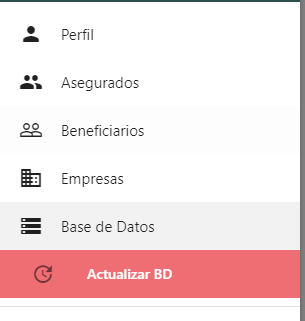 Perfil
Asegurados
Beneficiarios
Empresas
Base de Datos
Actualizar BD